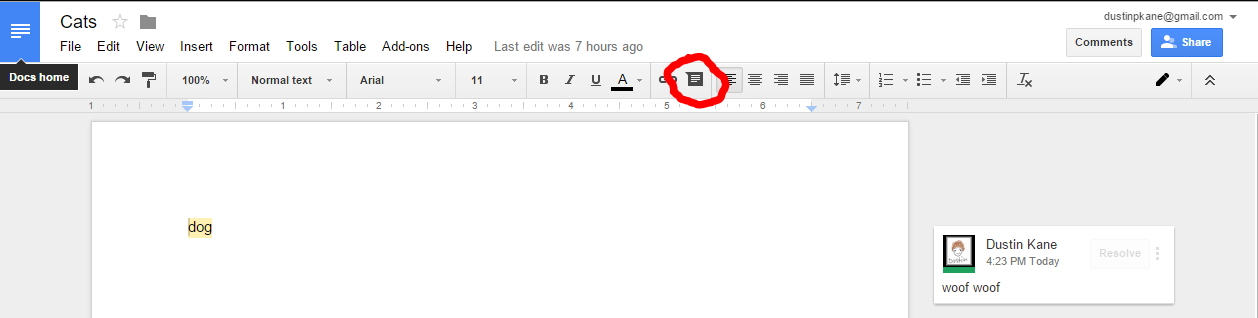 Cats
dustinpkane@gmail.com
File Edit View Insert Format Tools Table Add-ons Help Last edit was 7 hours ago
Comments Share
Docs home
100% Normal text Arial 11 B I U A
1 1 2 3 4 5 6 7
dog
Dustin Kane
4:23 PM Today
Resolve
woof woof